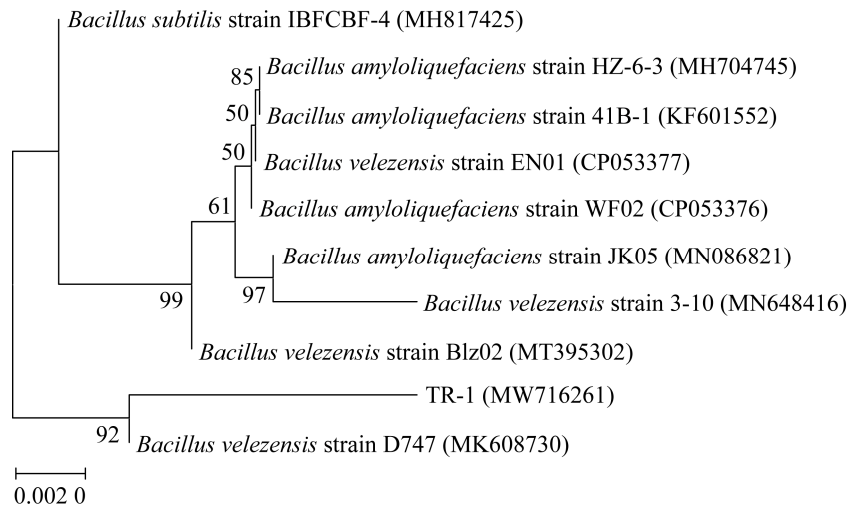 Bacillus subtilis strain IBFCBF-4 (MH817425)
85
Bacillus amyloliquefaciens strain HZ-6-3 (MH704745)
50
Bacillus amyloliquefaciens strain 41B-1 (KF601552)
50
Bacillus velezensis strain EN01 (CP053377)
61
Bacillus amyloliquefaciens strain WF02 (CP053376)
Bacillus amyloliquefaciens strain JK05 (MN086821)
99
97
Bacillus velezensis strain 3-10 (MN648416)
Bacillus velezensis strain Blz02 (MT395302)
TR-1 (MW716261)
92
Bacillus velezensis strain D747 (MK608730)
0.002 0